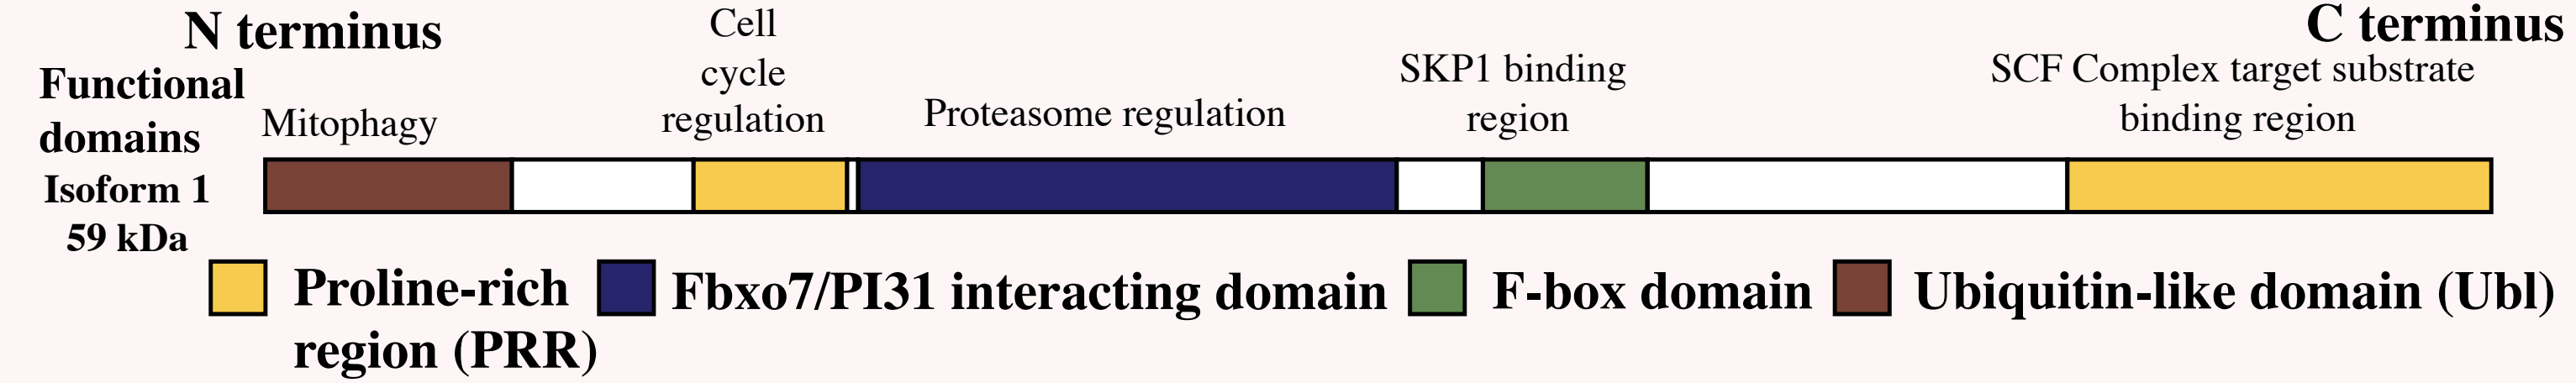 N terminus
C terminus
Functional
domains
Isoform 1
59 kDa
Mitophagy
Cell
cycle
regulation
Proteasome regulation
SKP1 binding
region
SCF Complex target substrate
binding region
Proline-rich
region (PRR)
Fbxo7/PI31 interacting domain
F-box domain
Ubiquitin-like domain (Ubl)